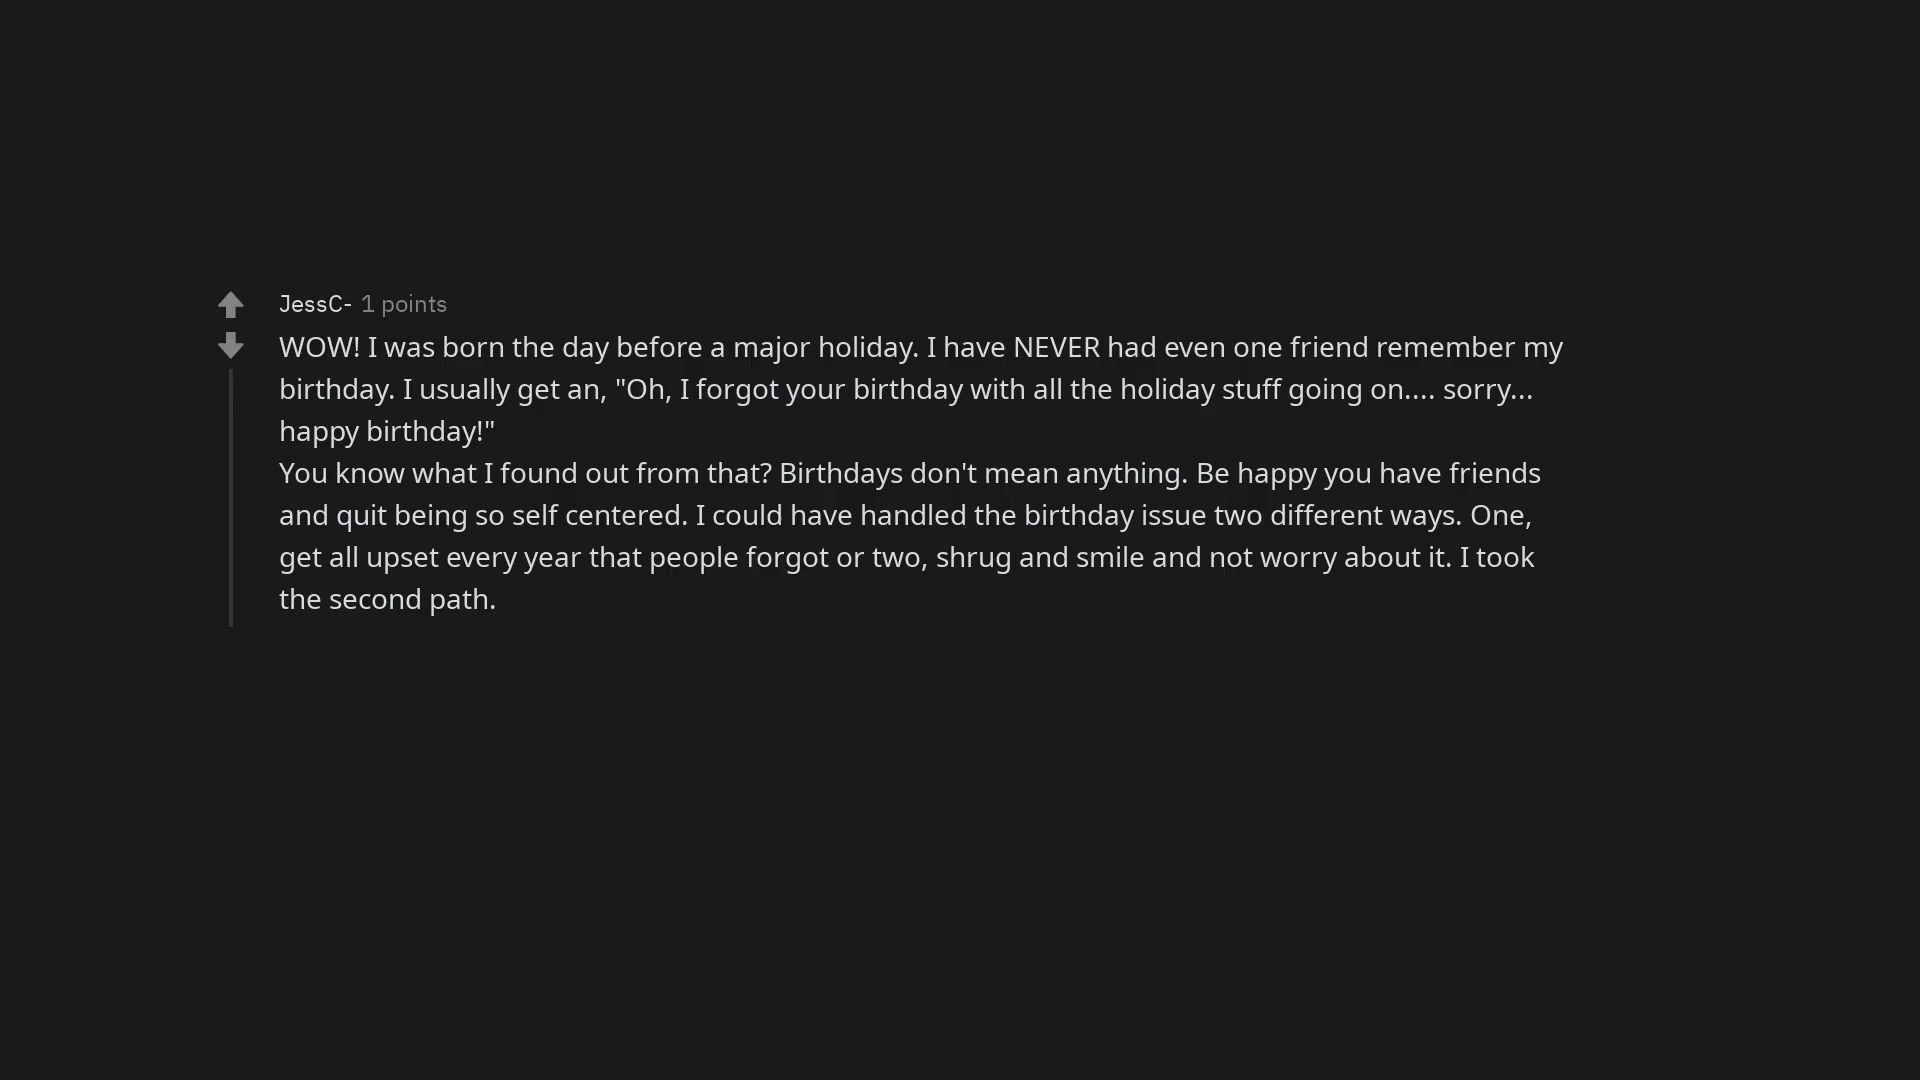 JessC- 1 points
WOW! I was born the day before a major holiday. I have NEVER had even one friend remember my
birthday. I usually get an, "Oh, I forgot your birthday with all the holiday stuff going on.... sorry...
happy birthday!"
You know what I found out from that? Birthdays don't mean anything. Be happy you have friends
and quit being so self centered. I could have handled the birthday issue two different ways. One,
get all upset every year that people forgot or two, shrug and smile and not worry about it. I took
the second path.